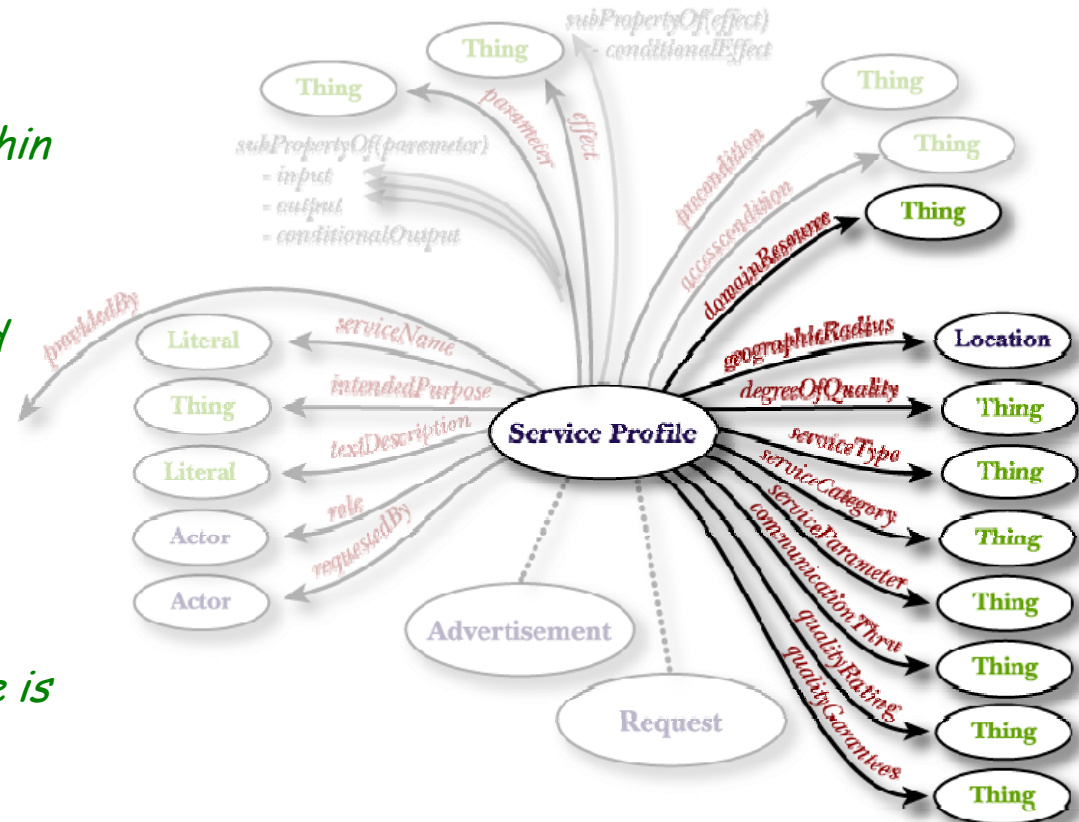 subPropertyOf(effect)
- conditionalEffect
Thing
Thing
Thing
Thing
Thing
parameter
effect
precondition
accesscondition
domainResource
hin
subPropertyOf(parameter)
- input
- output
- conditionalOutput
d
providedBy
Literal
serviceName
geographicRadius
Location
Thing
intendedPurpose
degreeOfQuality
Thing
Service Profile
Literal
textDescription
serviceType
Thing
Actor
role
serviceCategory
Thing
Actor
requestedBy
serviceParameter
Thing
communicationThru
Thing
Advertisement
qualityRating
Thing
e is
Request
qualityGarantees
Thing